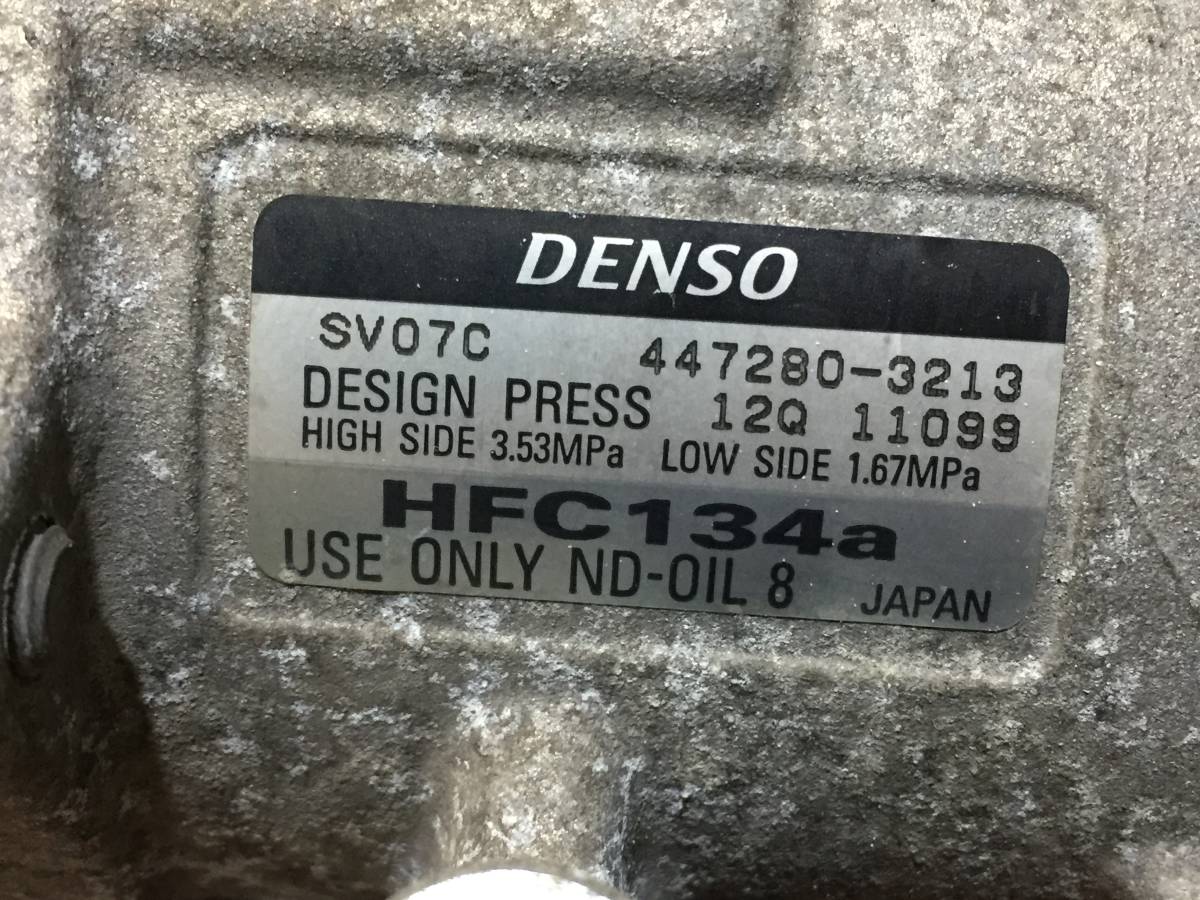 DENSO
SV07C 447280-3213
DESIGN PRESS 12Q 11099
HIGH SIDE 3.53MPa LOW SIDE 1.67MPa
HFC134a
USE ONLY ND-OIL 8 JAPAN